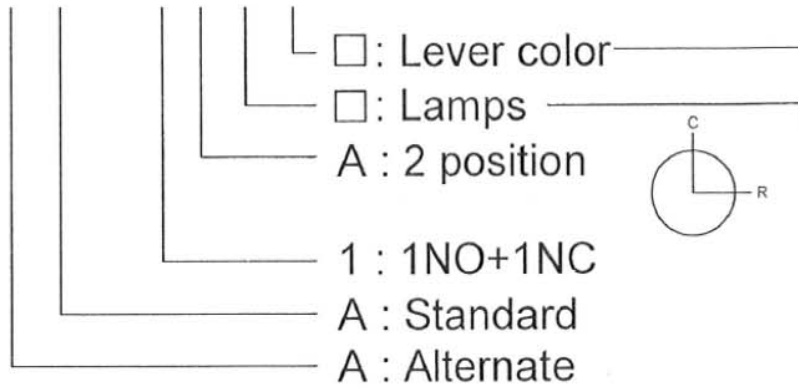 □: Lever color
□: Lamps
A : 2 position
C
R
1 : 1NO+1NC
A : Standard
A : Alternate